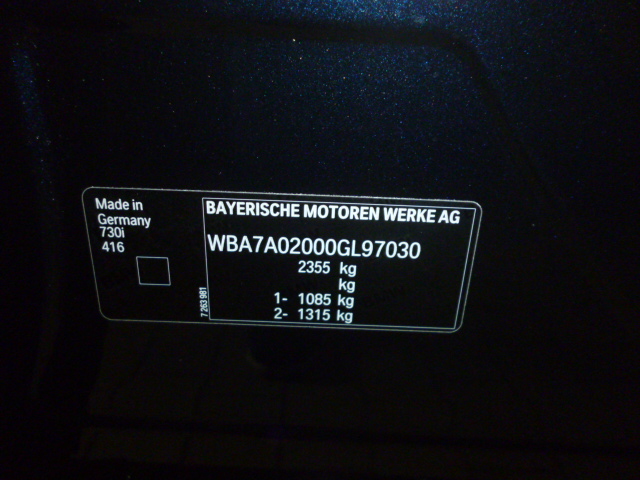 Made in
Germany
730i
416
BAYERISCHE MOTOREN WERKE AG
WBA7A02000GL97030
2355 kg
kg
1- 1085 kg
2- 1315 kg
7 263 981